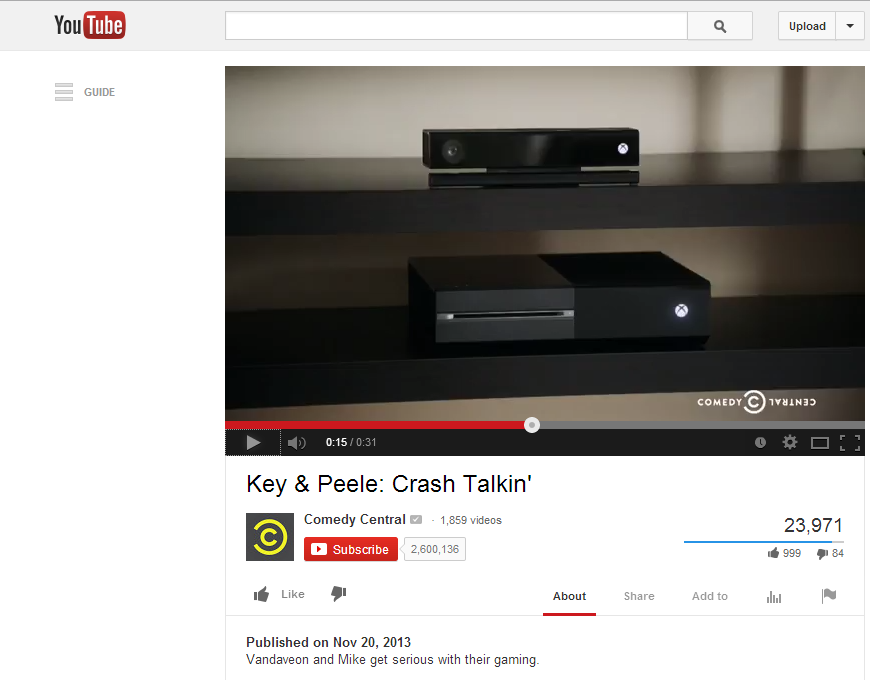 YouTube
Upload
GUIDE
COMEDY CENTRAL
0:15 / 0:31
Key & Peele: Crash Talkin'
Comedy Central · 1,859 videos
Subscribe 2,600,136
23,971
999 84
Like
About Share Add to
Published on Nov 20, 2013
Vandaveon and Mike get serious with their gaming.